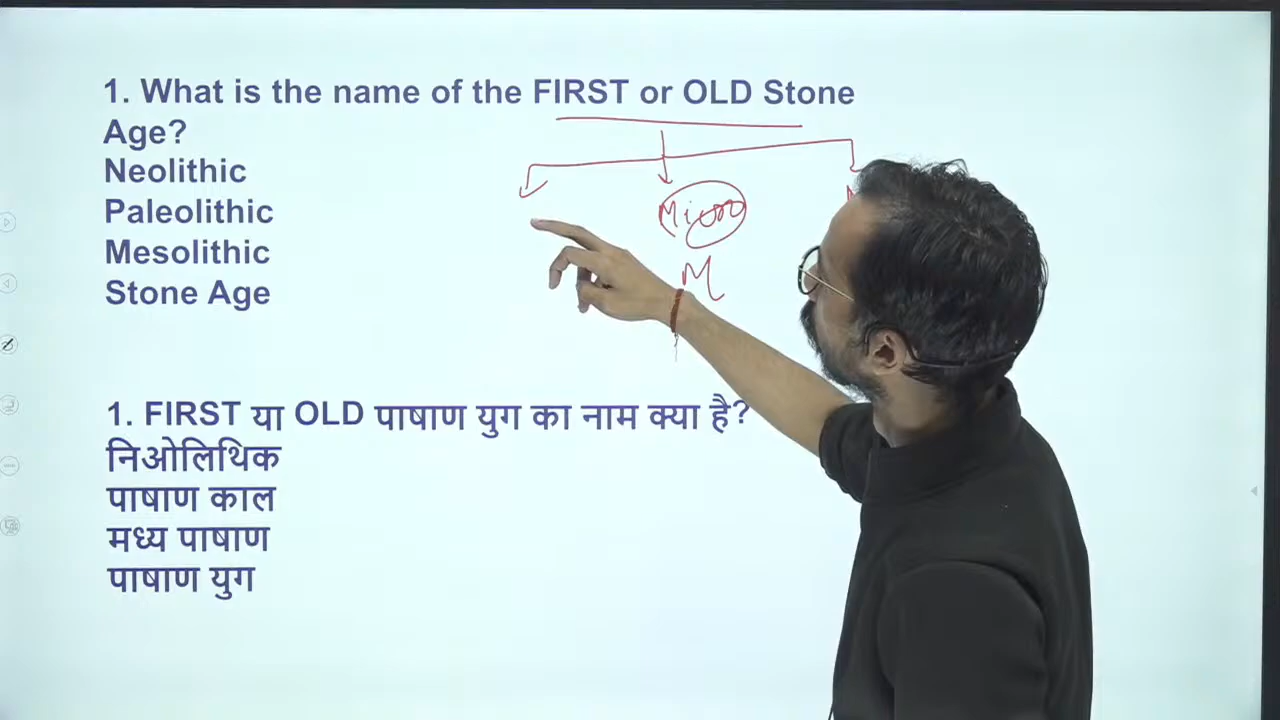 1. What is the name of the FIRST or OLD Stone
Age?
Neolithic
Paleolithic
Mesolithic
Stone Age
Micro
M
1. FIRST या OLD पाषाण युग का नाम क्या है?
निओलिथिक
पाषाण काल
मध्य पाषाण
पाषाण युग